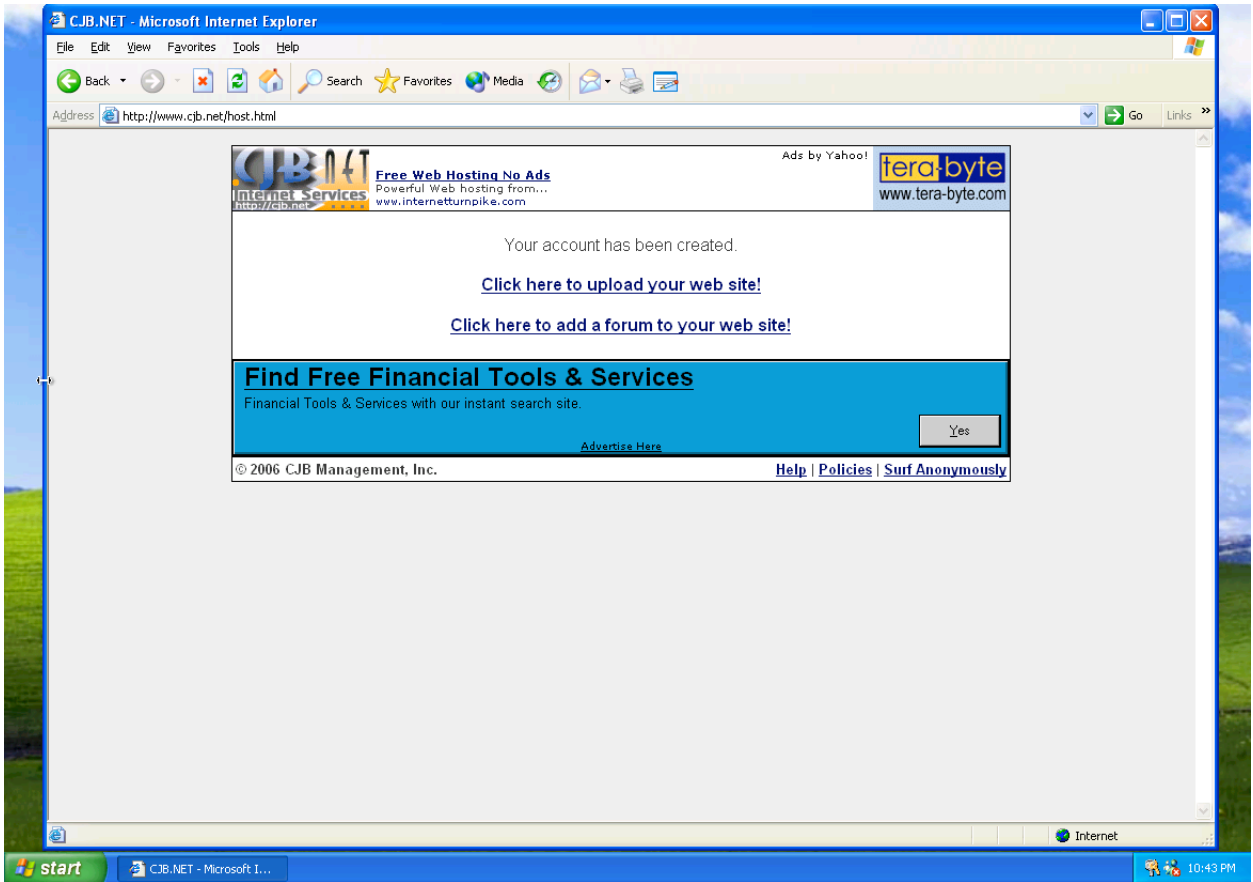 CJB.NET - Microsoft Internet Explorer
File Edit View Favorites Tools Help
Back Search Favorites Media
Address http://www.cjb.net/host.html Go Links »
CJB.NET
Internet Services
http://cjb.net
Free Web Hosting No Ads
Powerful Web hosting from...
www.internetturnpike.com
Ads by Yahoo!
tera-byte
www.tera-byte.com
Your account has been created.
Click here to upload your web site!
Click here to add a forum to your web site!
Find Free Financial Tools & Services
Financial Tools & Services with our instant search site.
Yes
Advertise Here
© 2006 CJB Management, Inc. Help | Policies | Surf Anonymously
Internet
start CJB.NET - Microsoft I... 10:43 PM